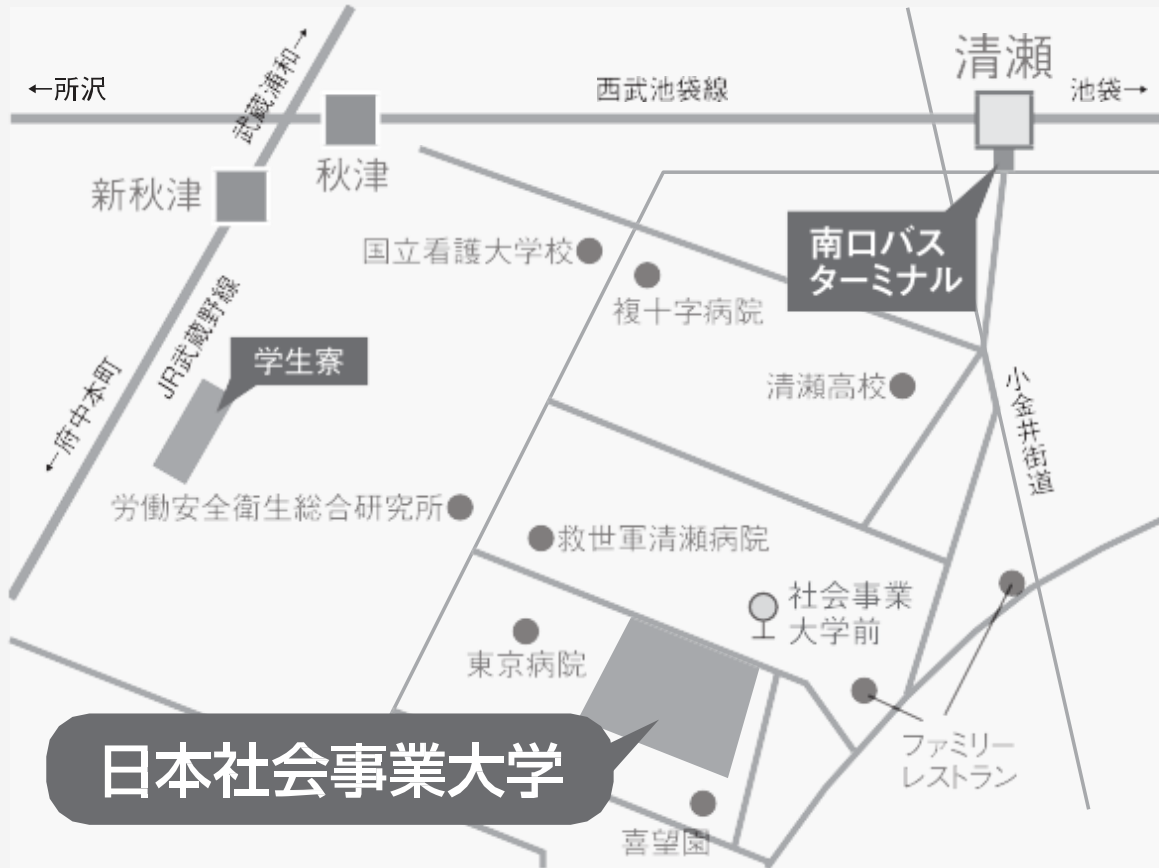 清瀬
←所沢
武蔵浦和→
西武池袋線
池袋→
秋津
新秋津
南口バス
ターミナル
国立看護大学校
複十字病院
JR武蔵野線
学生寮
清瀬高校
小金井街道
←府中本町
労働安全衛生総合研究所
救世軍清瀬病院
社会事業
大学前
東京病院
ファミリー
レストラン
日本社会事業大学
喜望園